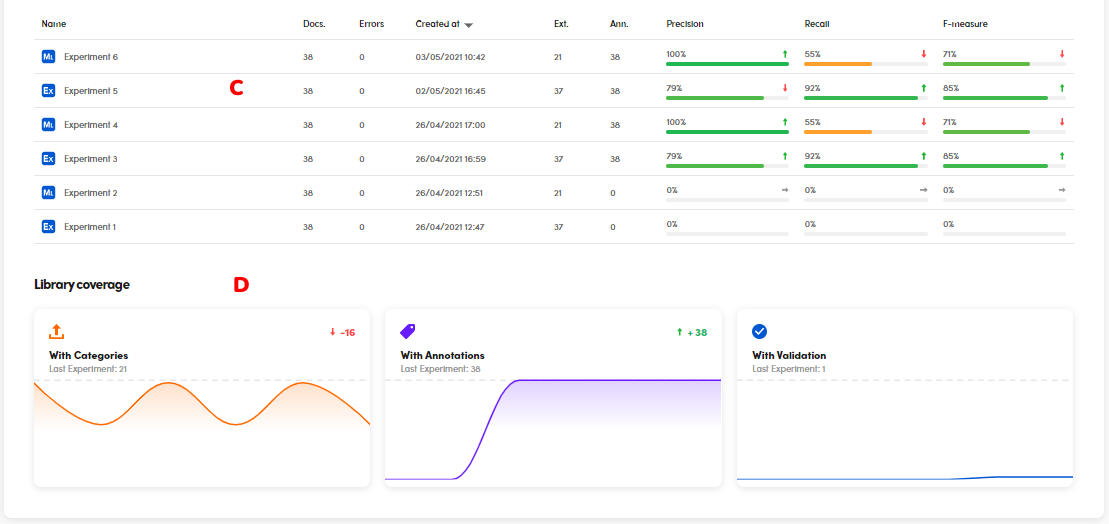 Name Docs. Errors Created at Ext. Ann. Precision Recall F-measure
ML Experiment 6 38 0 03/05/2021 10:42 21 38 100% 55% 71%
Ex Experiment 5 38 0 02/05/2021 16:45 37 38 79% 92% 85%
ML Experiment 4 38 0 26/04/2021 17:00 21 38 100% 55% 71%
Ex Experiment 3 38 0 26/04/2021 16:59 37 38 79% 92% 85%
ML Experiment 2 38 0 26/04/2021 12:51 21 0 0% 0% 0%
Ex Experiment 1 38 0 26/04/2021 12:47 37 0 0% 0% 0%
C
Library coverage D
-16
With Categories
Last Experiment: 21
+ 38
With Annotations
Last Experiment: 38
With Validation
Last Experiment: 1